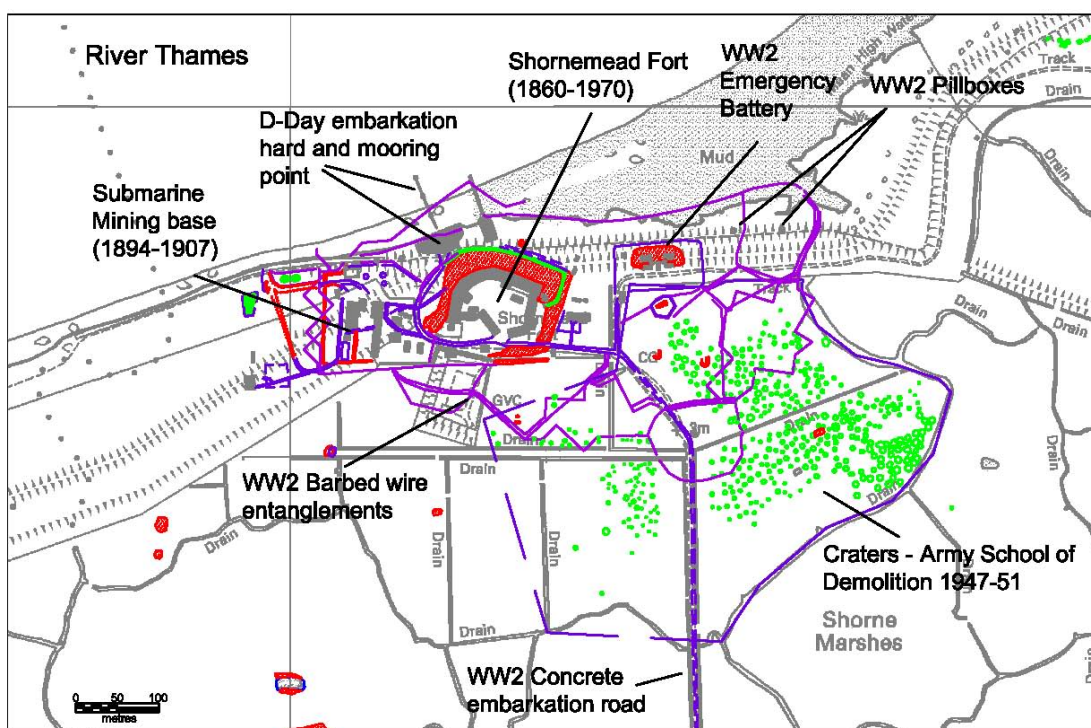 River Thames
Shornemead Fort
(1860-1970)
WW2
Emergency
Battery
WW2 Pillboxes
Track
Drain
D-Day embarkation
hard and mooring
point
Mud
Drain
Submarine
Mining base
(1894-1907)
Track
Drain
GVC
Drain
Drain
Drain
WW2 Barbed wire
entanglements
Drain
Drain
Drain
Drain
Drain
Craters - Army School of
Demolition 1947-51
Shorne
Marshes
Drain
WW2 Concrete
embarkation road
0 50 100
metres